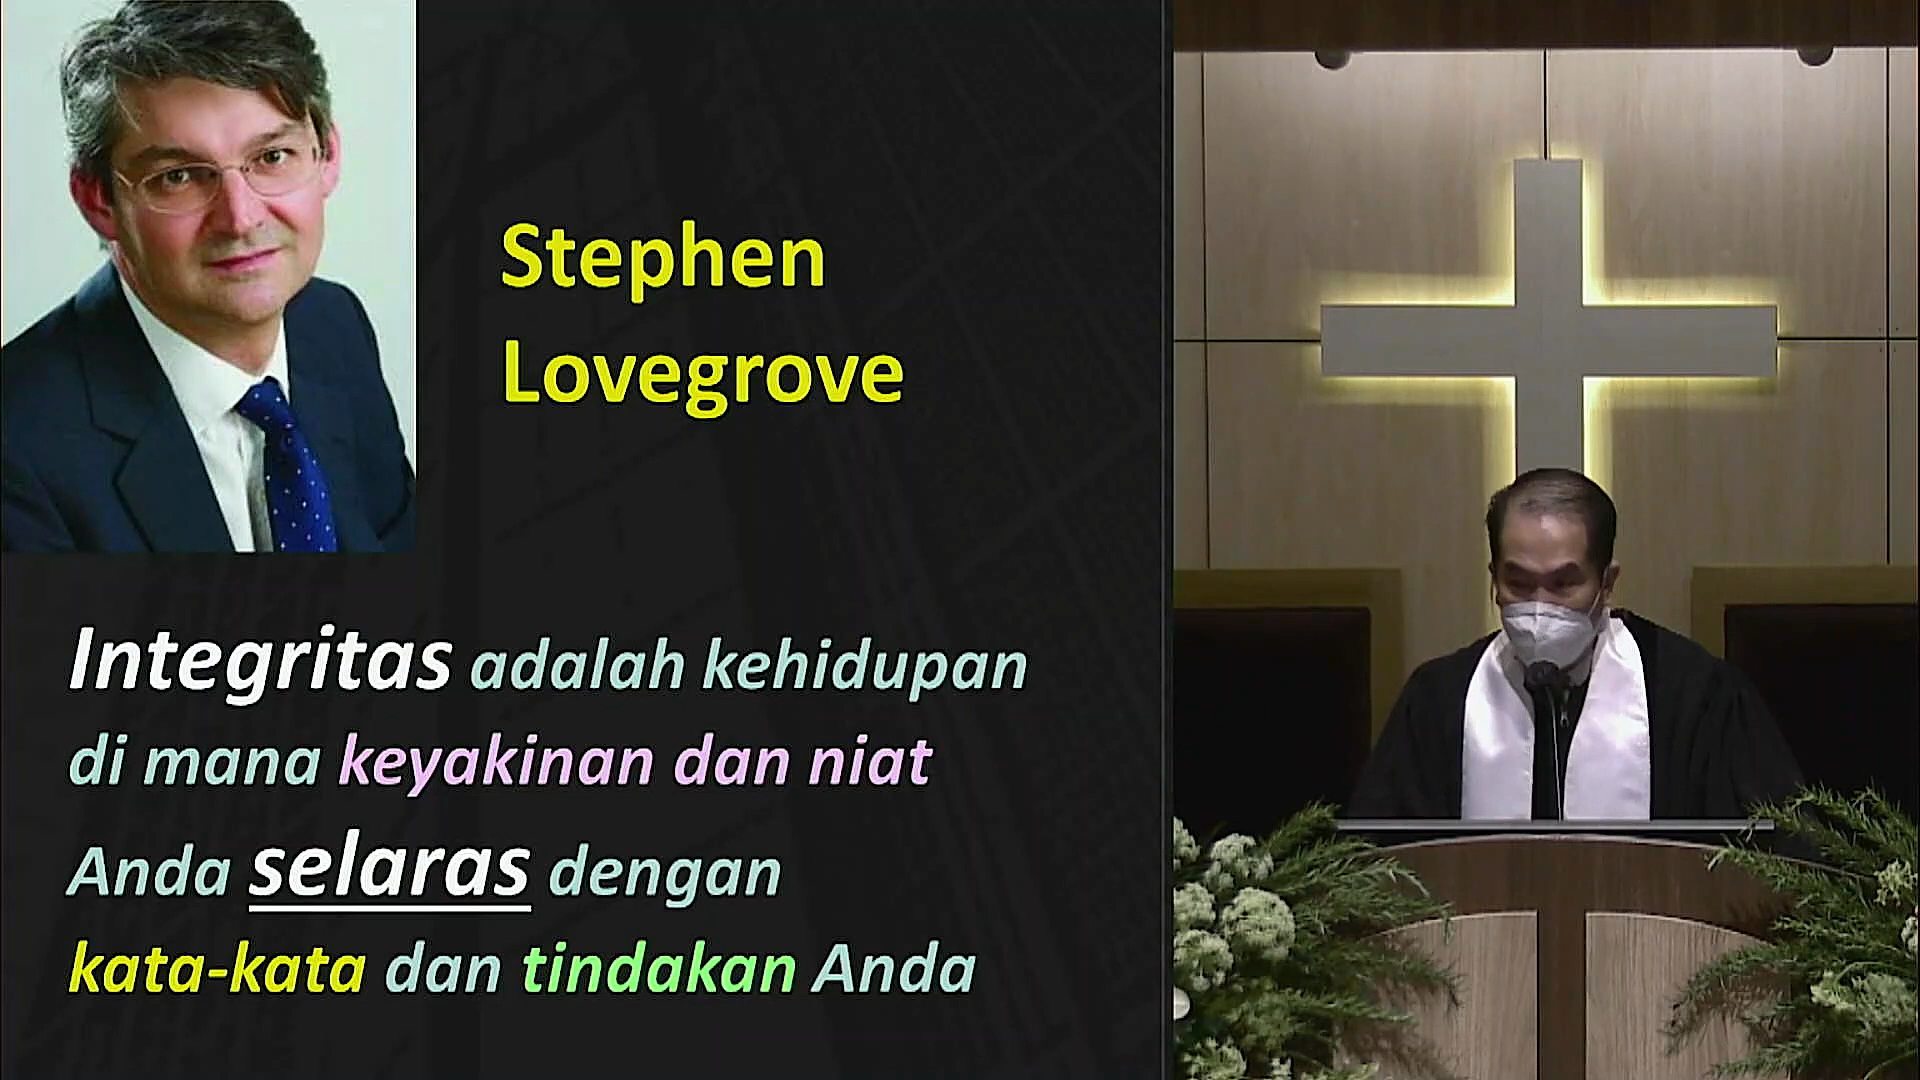 Stephen
Lovegrove
Integritas adalah kehidupan
di mana keyakinan dan niat
Anda selaras dengan
kata-kata dan tindakan Anda